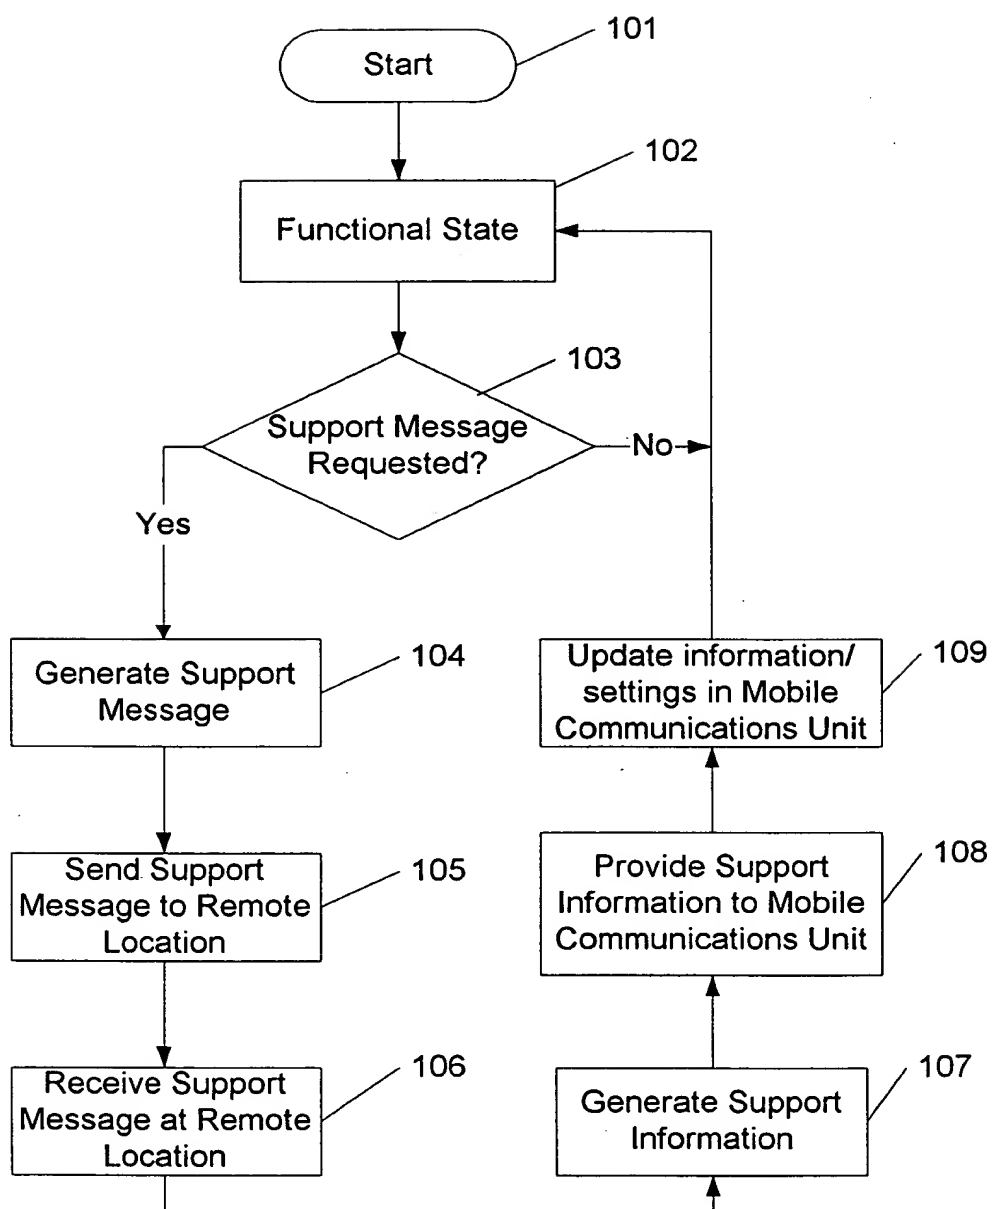 101
Start
102
Functional State
103
Support Message
Requested?
No
Yes
104
Generate Support
Message
Update information/
settings in Mobile
Communications Unit
109
Send Support
Message to Remote
Location
105
Provide Support
Information to Mobile
Communications Unit
108
Receive Support
Message at Remote
Location
106
Generate Support
Information
107